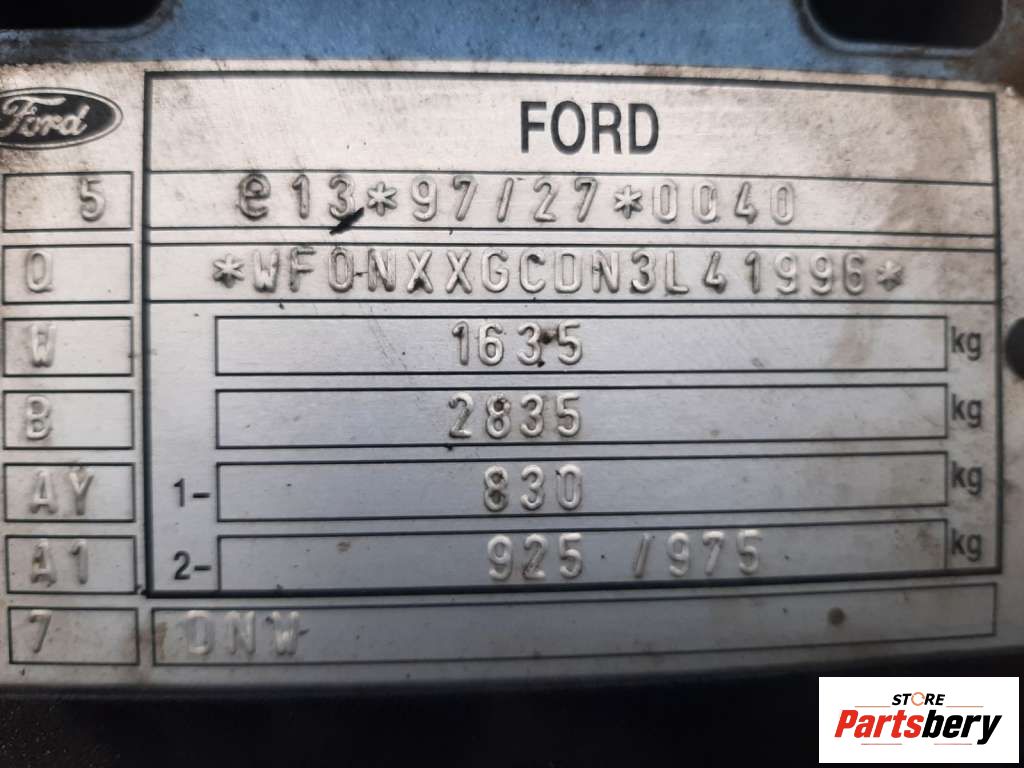 Ford
FORD
5 e13*97/27*0040
Q *WF0NXXGCDN3L41996*
W 1635 kg
B 2835 kg
AY 1- 830 kg
A1 2- 925 /975 kg
7 DNW
STORE
Partsbery